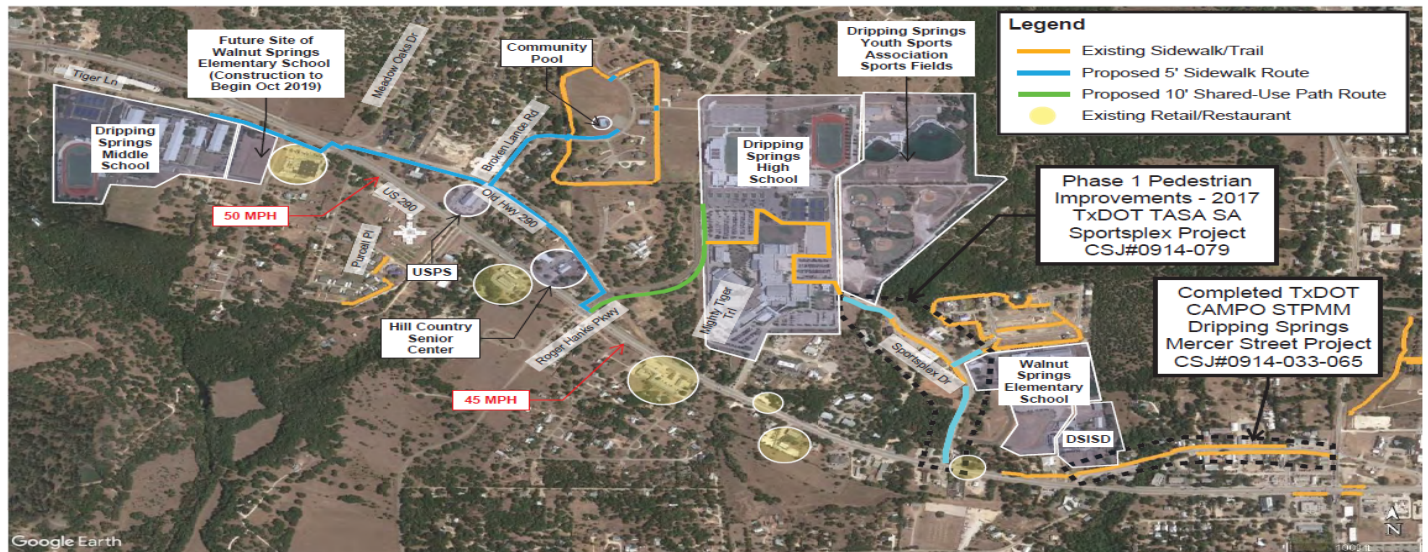 Legend
Existing Sidewalk/Trail
Proposed 5' Sidewalk Route
Proposed 10' Shared-Use Path Route
Existing Retail/Restaurant
Future Site of
Walnut Springs
Elementary School
(Construction to
Begin Oct 2019)
Tiger Ln
Meadow Oaks Dr
Community
Pool
Dripping Springs
Youth Sports
Association
Sports Fields
Dripping
Springs
Middle
School
Broken Lance Rd
Dripping
Springs
High
School
50 MPH
US 290
Old Hwy 290
Purcell Pl
USPS
Hill Country
Senior
Center
Roger Hanks Pkwy
Mighty Tiger
Trl
45 MPH
Phase 1 Pedestrian
Improvements - 2017
TxDOT TASA SA
Sportsplex Project
CSJ#0914-079
Completed TxDOT
CAMPO STPMM
Dripping Springs
Mercer Street Project
CSJ#0914-033-065
Sportsplex Dr
Walnut
Springs
Elementary
School
DSISD
N
Google Earth